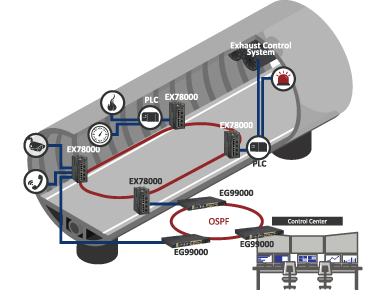 Exhaust Control
System
PLC
EX78000
EX78000
EX78000
PLC
EX78000
EG99000
OSPF
Control Center
EG99000
EG99000